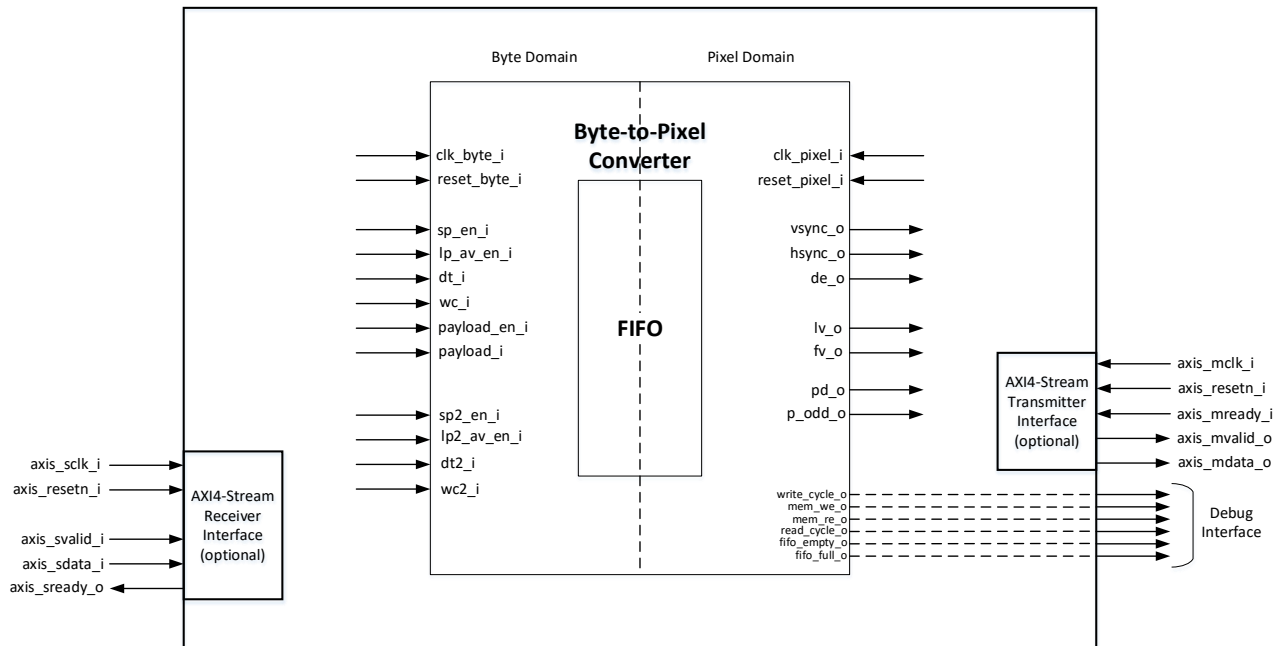 Byte Domain
Pixel Domain
Byte-to-Pixel
Converter
clk_byte_i
reset_byte_i
sp_en_i
lp_av_en_i
dt_i
wc_i
payload_en_i
payload_i
sp2_en_i
lp2_av_en_i
dt2_i
wc2_i
FIFO
clk_pixel_i
reset_pixel_i
vsync_o
hsync_o
de_o
lv_o
fv_o
pd_o
p_odd_o
write_cycle_o
mem_we_o
mem_re_o
read_cycle_o
fifo_empty_o
fifo_full_o
axis_sclk_i
axis_resetn_i
axis_svalid_i
axis_sdata_i
axis_sready_o
AXI4-Stream
Receiver
Interface
(optional)
AXI4-Stream
Transmitter
Interface
(optional)
axis_mclk_i
axis_resetn_i
axis_mready_i
axis_mvalid_o
axis_mdata_o
Debug
Interface